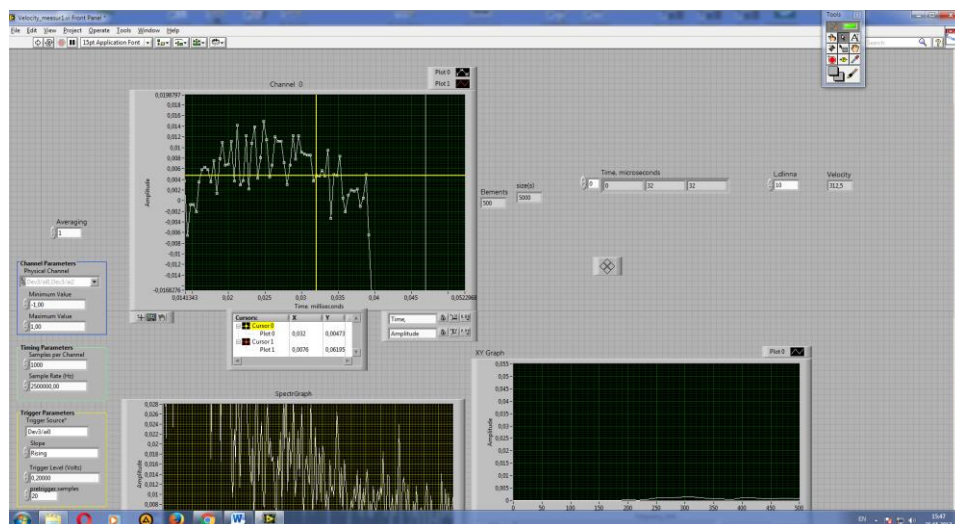 Velocity_measur1.vi Front Panel *
File Edit View Project Operate Tools Window Help
15pt Application Font
Search
Tools
Plot 0
Plot 1
Channel 0
Amplitude
0,0198797
0,018
0,016
0,014
0,012
0,01
0,008
0,006
0,004
0,002
0
-0,002
-0,004
-0,006
-0,008
-0,01
-0,012
-0,014
-0,0168276
0,0141343 0,02 0,025 0,03 0,035 0,04 0,045
Time, milliseconds
Cursors: X Y
Cursor 0
Plot 0 0,032 0,00473
Cursor 1
Plot 1 0,0076 0,06195
Time,
Amplitude
Averaging
1
Channel Parameters
Physical Channel
Minimum Value
-1,00
Maximum Value
1,00
Timing Parameters
Samples per Channel
1000
Sample Rate (Hz)
2500000,00
Trigger Parameters
Trigger Source*
Dev3/ai0
Slope
Rising
Trigger Level (Volts)
0,20000
pretrigger samples
20
Elements
500
size(s)
5000
Time, microseconds
0 0 32 32
10
Velocity
312,5
SpectrGraph
Amplitude
0,028
0,026
0,024
0,022
0,02
0,018
0,016
0,014
0,012
0,01
0,008
XY Graph
Plot 0
Amplitude
0,055
0,05
0,045
0,04
0,035
0,03
0,025
0,02
0,015
0,01
0,005
0
0 50 100 150 200 250 300 350 400 450 500
EN
15:47